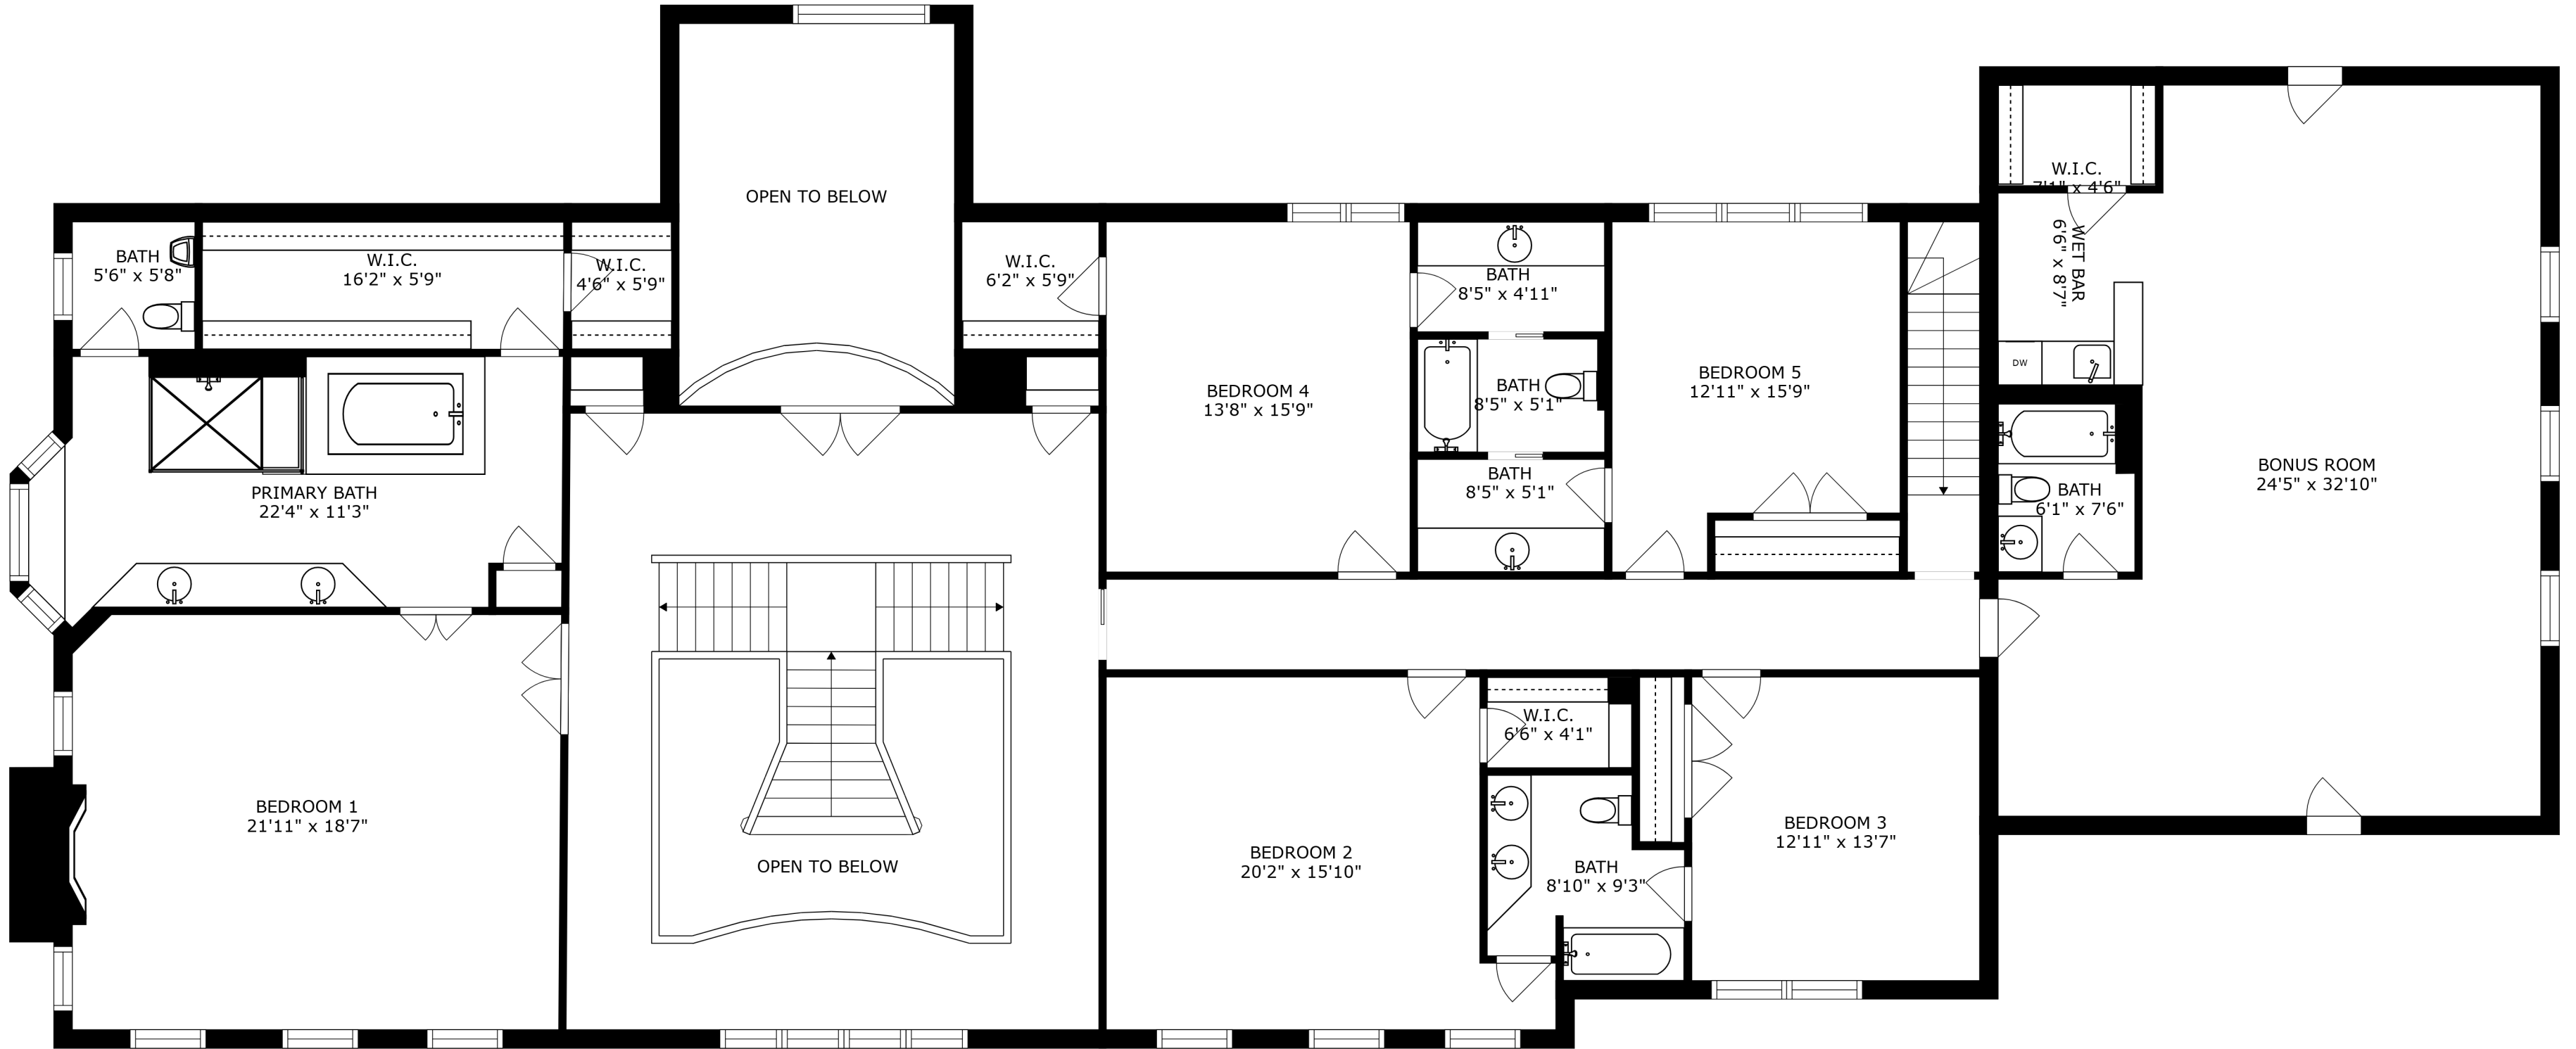 OPEN TO BELOW
BATH
5'6" x 5'8"
W.I.C.
16'2" x 5'9"
W.I.C.
4'6" x 5'9"
W.I.C.
6'2" x 5'9"
BATH
8'5" x 4'11"
W.I.C.
7'1" x 4'6"
WET BAR
6'6" x 8'7"
DW
BEDROOM 4
13'8" x 15'9"
BATH
8'5" x 5'1"
BEDROOM 5
12'11" x 15'9"
PRIMARY BATH
22'4" x 11'3"
BATH
8'5" x 5'1"
BATH
6'1" x 7'6"
BONUS ROOM
24'5" x 32'10"
BEDROOM 1
21'11" x 18'7"
OPEN TO BELOW
BEDROOM 2
20'2" x 15'10"
W.I.C.
6'6" x 4'1"
BATH
8'10" x 9'3"
BEDROOM 3
12'11" x 13'7"